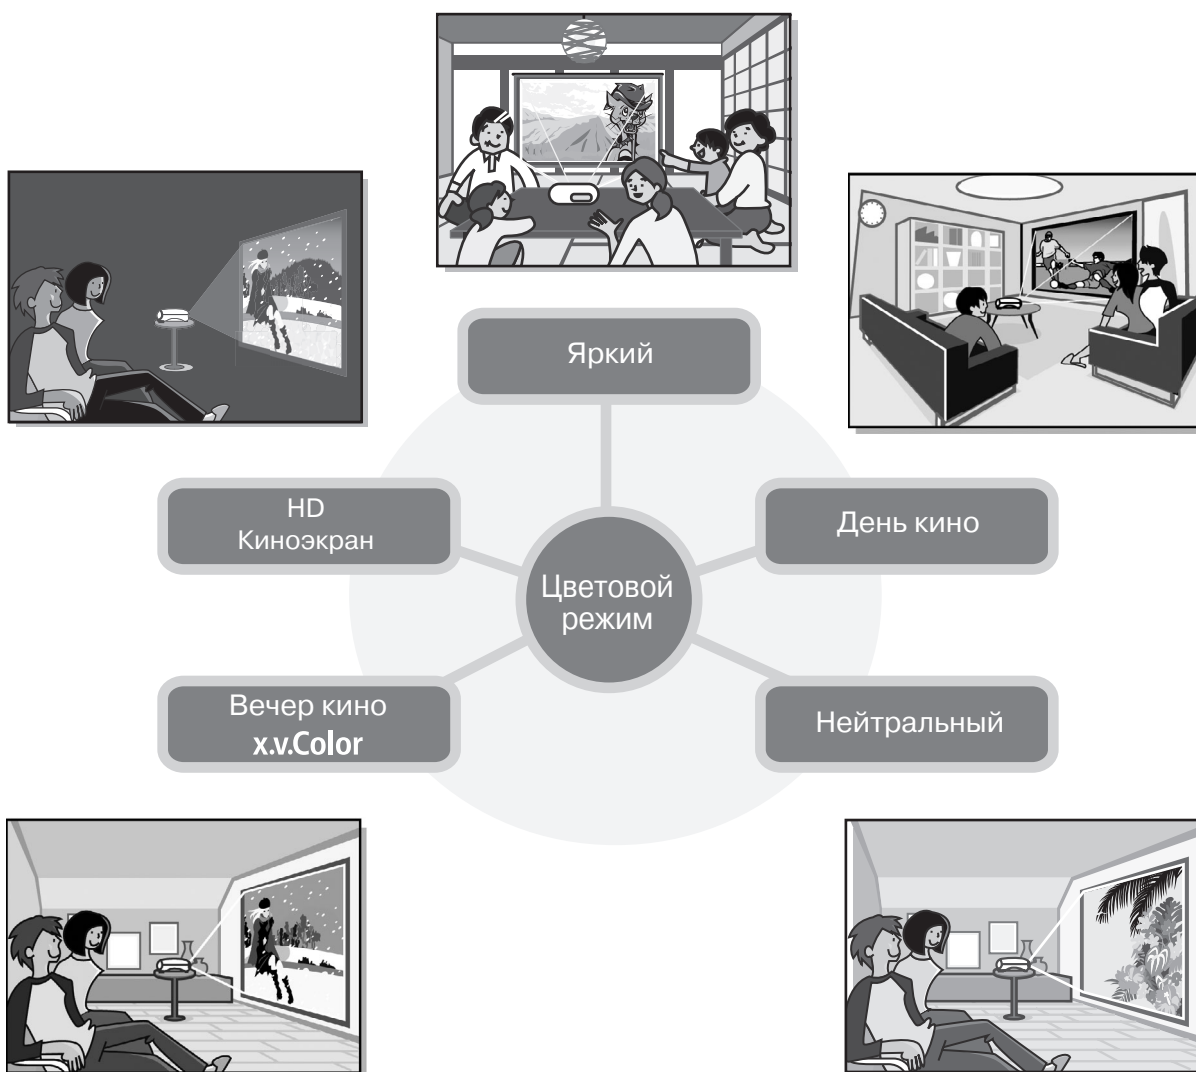 Яркий
HD
Киноэкран
День кино
Цветовой
режим
Вечер кино
x.v.Color
Нейтральный